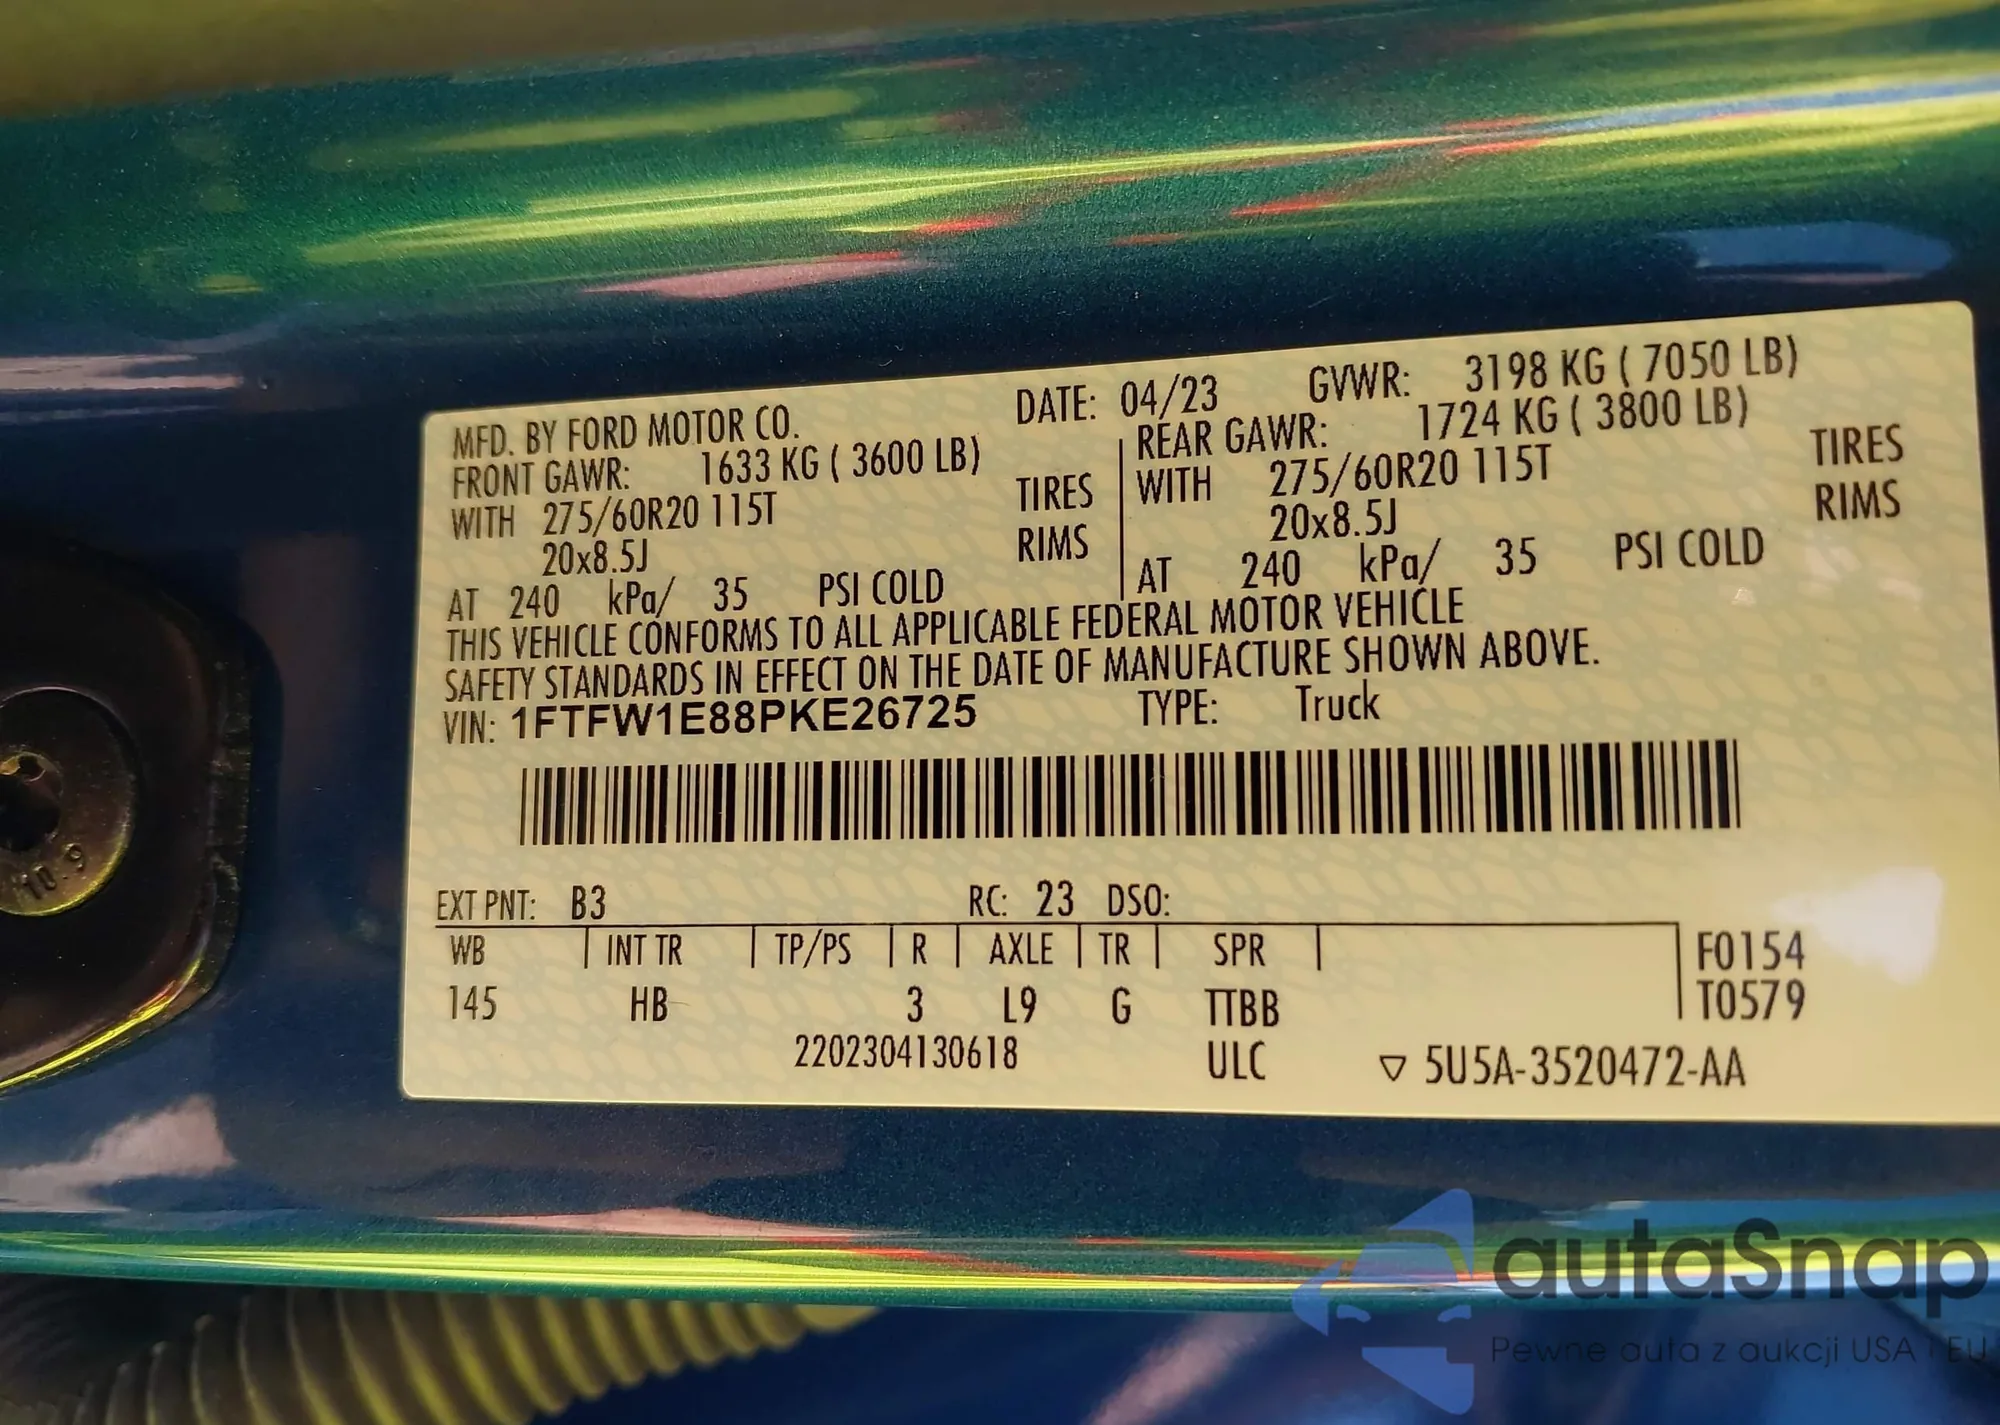 MFD. BY FORD MOTOR CO. DATE: 04/23 GVWR: 3198 KG ( 7050 LB)
FRONT GAWR: 1633 KG ( 3600 LB) REAR GAWR: 1724 KG ( 3800 LB)
WITH 275/60R20 115T TIRES WITH 275/60R20 115T TIRES
20x8.5J RIMS 20x8.5J RIMS
AT 240 kPa/ 35 PSI COLD AT 240 kPa/ 35 PSI COLD
THIS VEHICLE CONFORMS TO ALL APPLICABLE FEDERAL MOTOR VEHICLE
SAFETY STANDARDS IN EFFECT ON THE DATE OF MANUFACTURE SHOWN ABOVE.
VIN: 1FTFW1E88PKE26725 TYPE: Truck
EXT PNT: B3 RC: 23 DSO:
WB INT TR TP/PS R AXLE TR SPR F0154
145 HB 3 L9 G TTBB T0579
2202304130618 ULC ▽ 5U5A-3520472-AA
10.9
autaSnap
Pewne auta z aukcji USA i EU